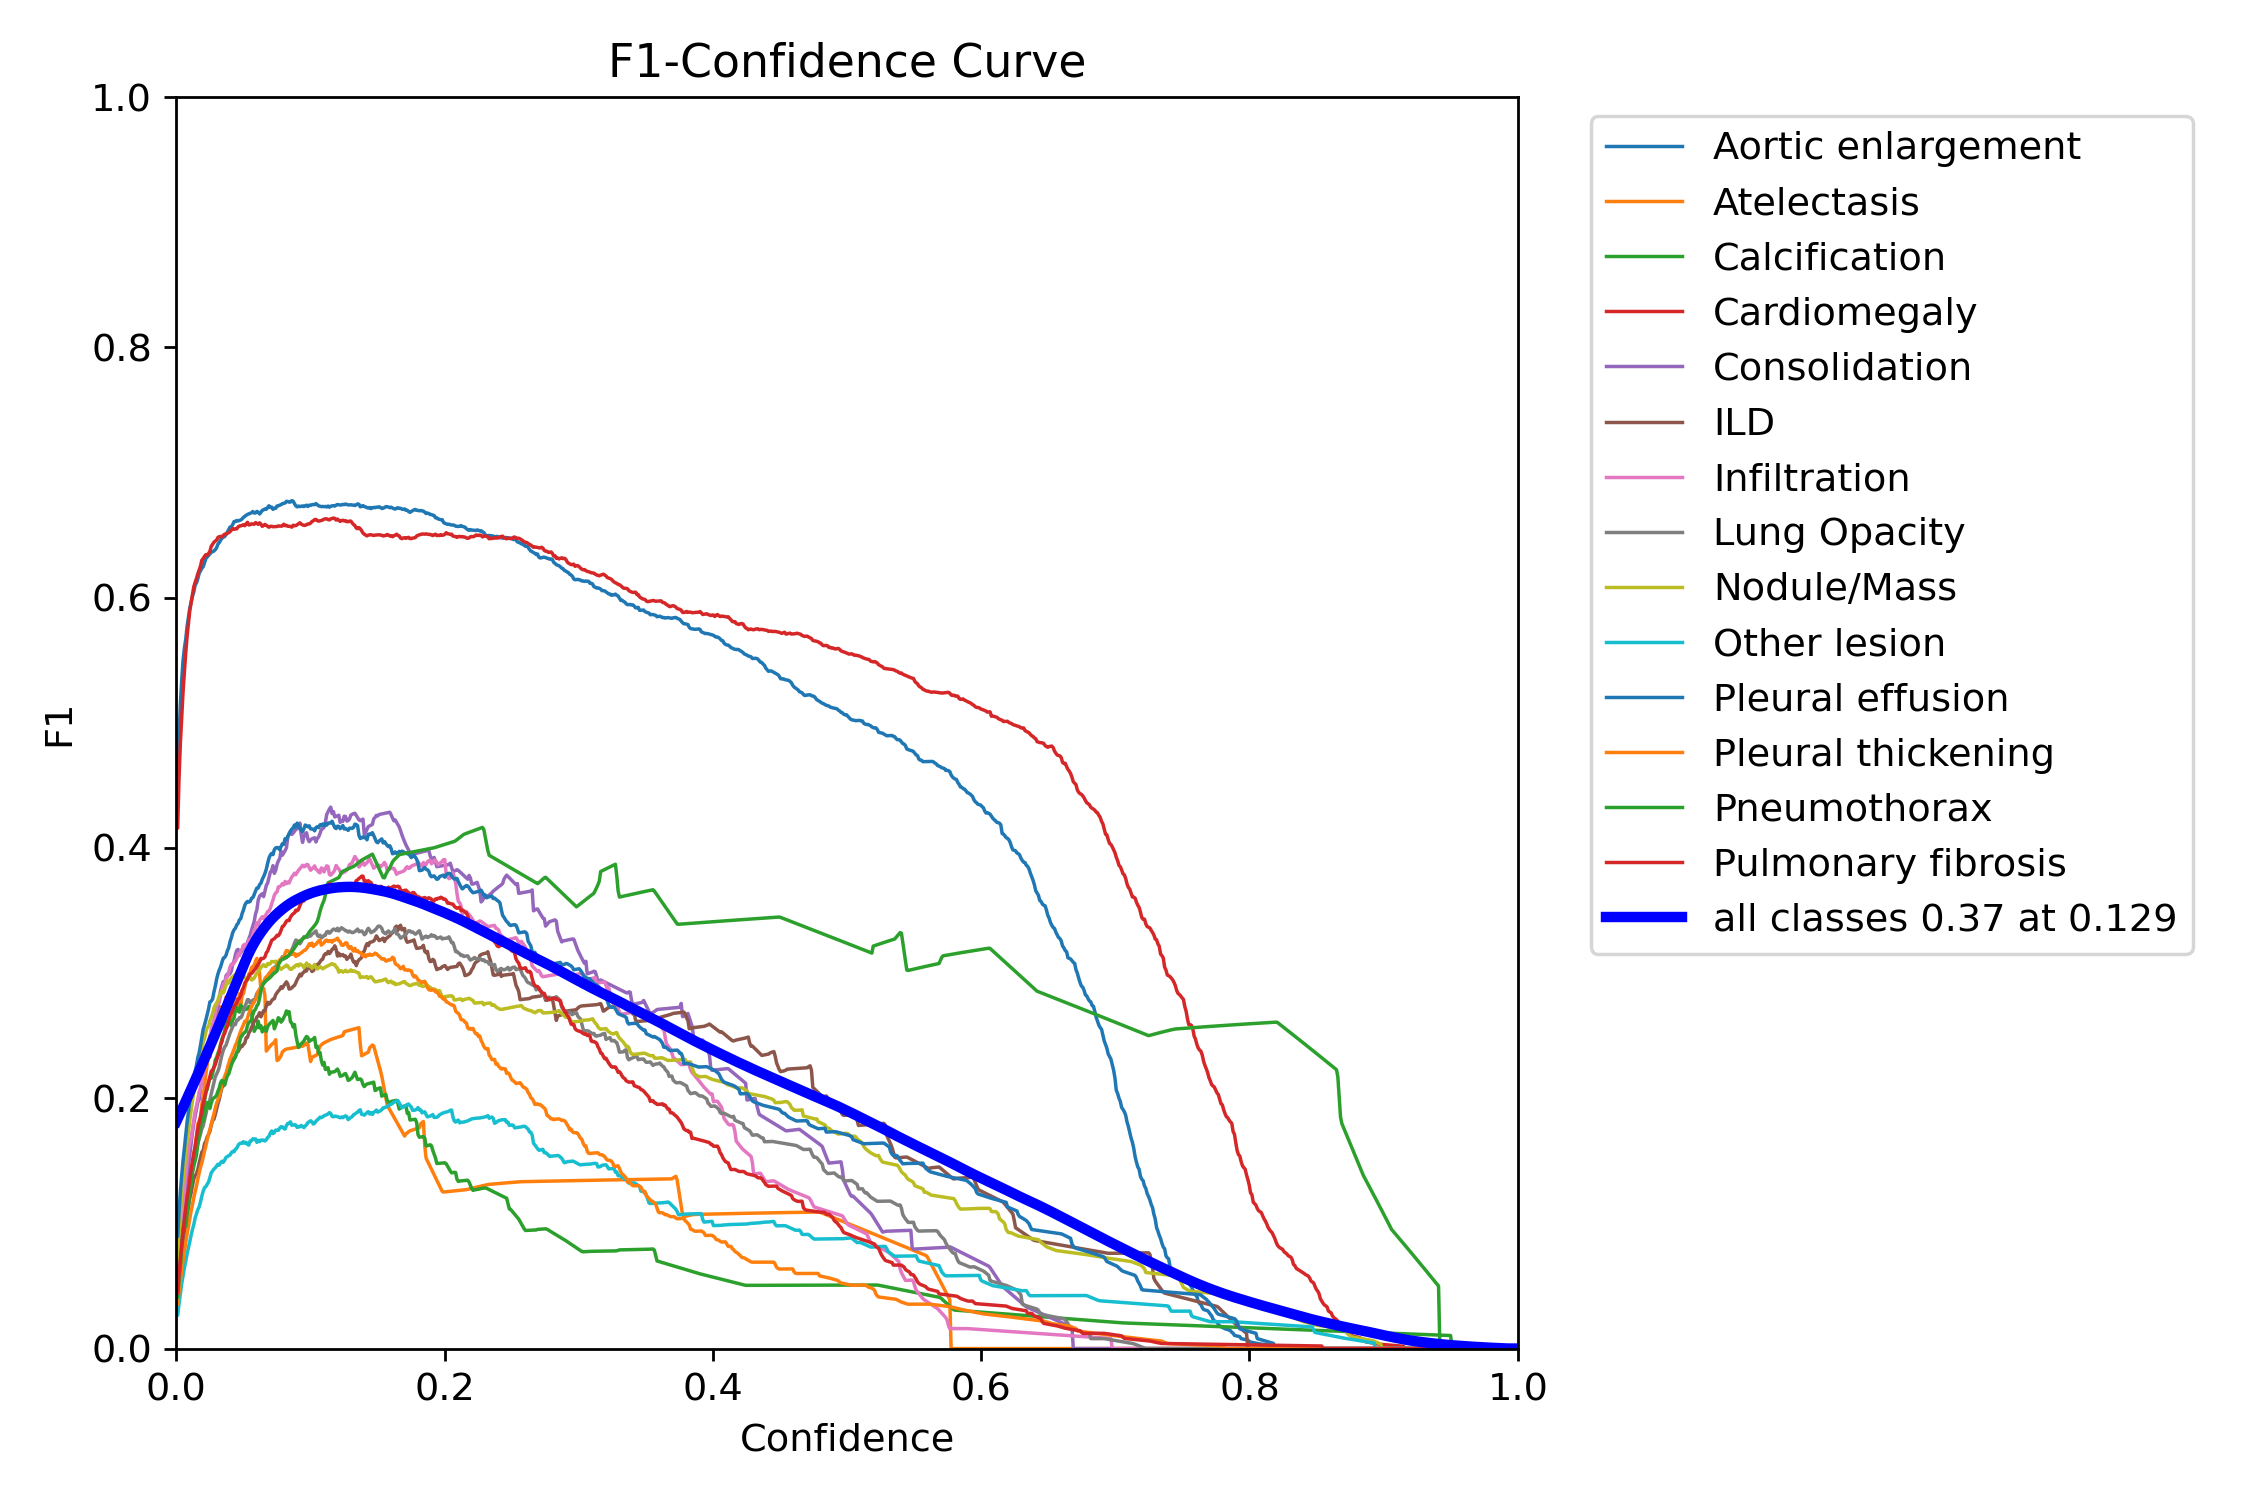 F1-Confidence Curve
1.0
0.8
0.6
0.4
0.2
0.0
F1
0.0 0.2 0.4 0.6 0.8 1.0
Confidence
Aortic enlargement
Atelectasis
Calcification
Cardiomegaly
Consolidation
ILD
Infiltration
Lung Opacity
Nodule/Mass
Other lesion
Pleural effusion
Pleural thickening
Pneumothorax
Pulmonary fibrosis
all classes 0.37 at 0.129